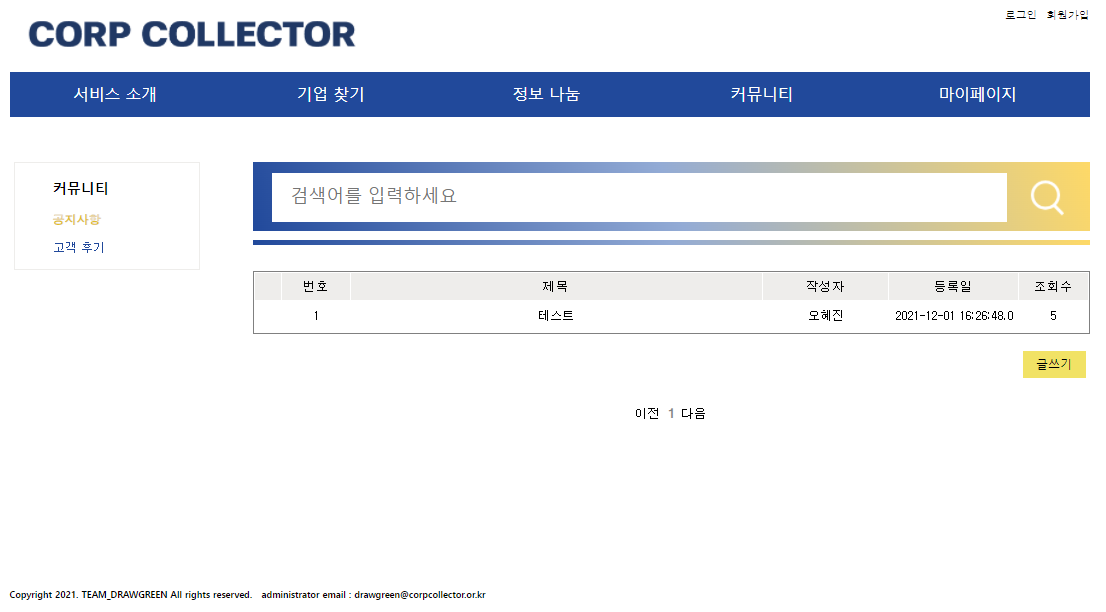 로그인 회원가입
CORP COLLECTOR
서비스 소개 기업 찾기 정보 나눔 커뮤니티 마이페이지
커뮤니티
공지사항
고객 후기
검색어를 입력하세요
번호 제목 작성자 등록일 조회수
1 테스트 오혜진 2021-12-01 16:26:48.0 5
글쓰기
이전 1 다음
Copyright 2021. TEAM_DRAWGREEN All rights reserved. administrator email : drawgreen@corpcollector.or.kr